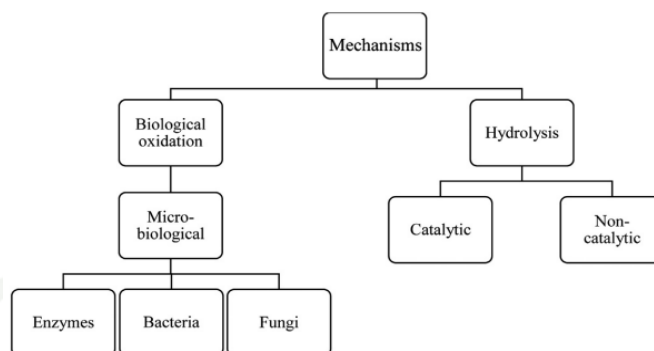 Mechanisms
Biological
oxidation
Hydrolysis
Micro-
biological
Catalytic
Non-
catalytic
Enzymes
Bacteria
Fungi